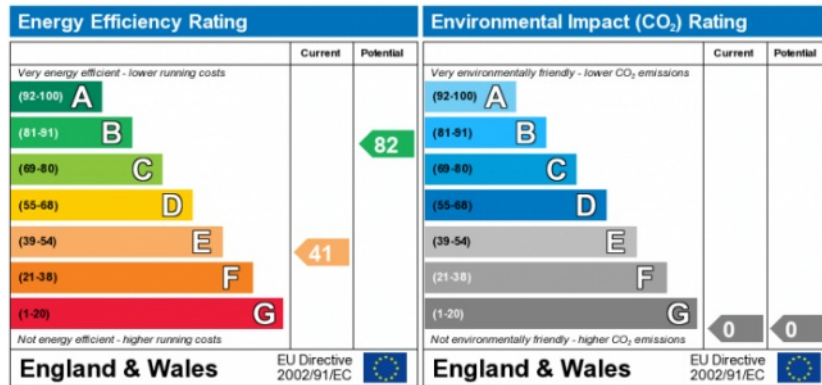 Energy Efficiency Rating
Current Potential
Very energy efficient - lower running costs
(92-100) A
(81-91) B
82
(69-80) C
(55-68) D
(39-54) E
41
(21-38) F
(1-20) G
Not energy efficient - higher running costs
England & Wales
EU Directive
2002/91/EC
Environmental Impact (CO₂) Rating
Current Potential
Very environmentally friendly - lower CO₂ emissions
(92-100) A
(81-91) B
(69-80) C
(55-68) D
(39-54) E
(21-38) F
(1-20) G
0 0
Not environmentally friendly - higher CO₂ emissions
England & Wales
EU Directive
2002/91/EC